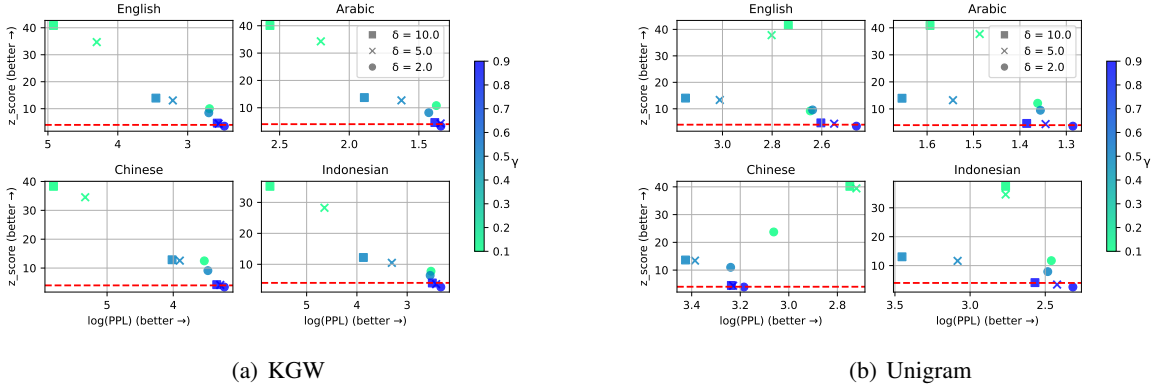 English
Arabic
z_score (better →)
40
30
20
10
5
4
3
40
30
20
10
2.5
2.0
1.5
δ = 10.0
δ = 5.0
δ = 2.0
Chinese
Indonesian
z_score (better →)
40
30
20
10
5
4
log(PPL) (better →)
30
20
10
5
4
3
log(PPL) (better →)
0.9
0.8
0.7
0.6
0.5
0.4
0.3
0.2
0.1
γ
(a) KGW
English
Arabic
z_score (better →)
40
30
20
10
3.0
2.8
2.6
40
30
20
10
1.6
1.5
1.4
1.3
δ = 10.0
δ = 5.0
δ = 2.0
Chinese
Indonesian
z_score (better →)
40
30
20
10
3.4
3.2
3.0
2.8
log(PPL) (better →)
30
20
10
3.5
3.0
2.5
log(PPL) (better →)
0.9
0.8
0.7
0.6
0.5
0.4
0.3
0.2
0.1
γ
(b) Unigram